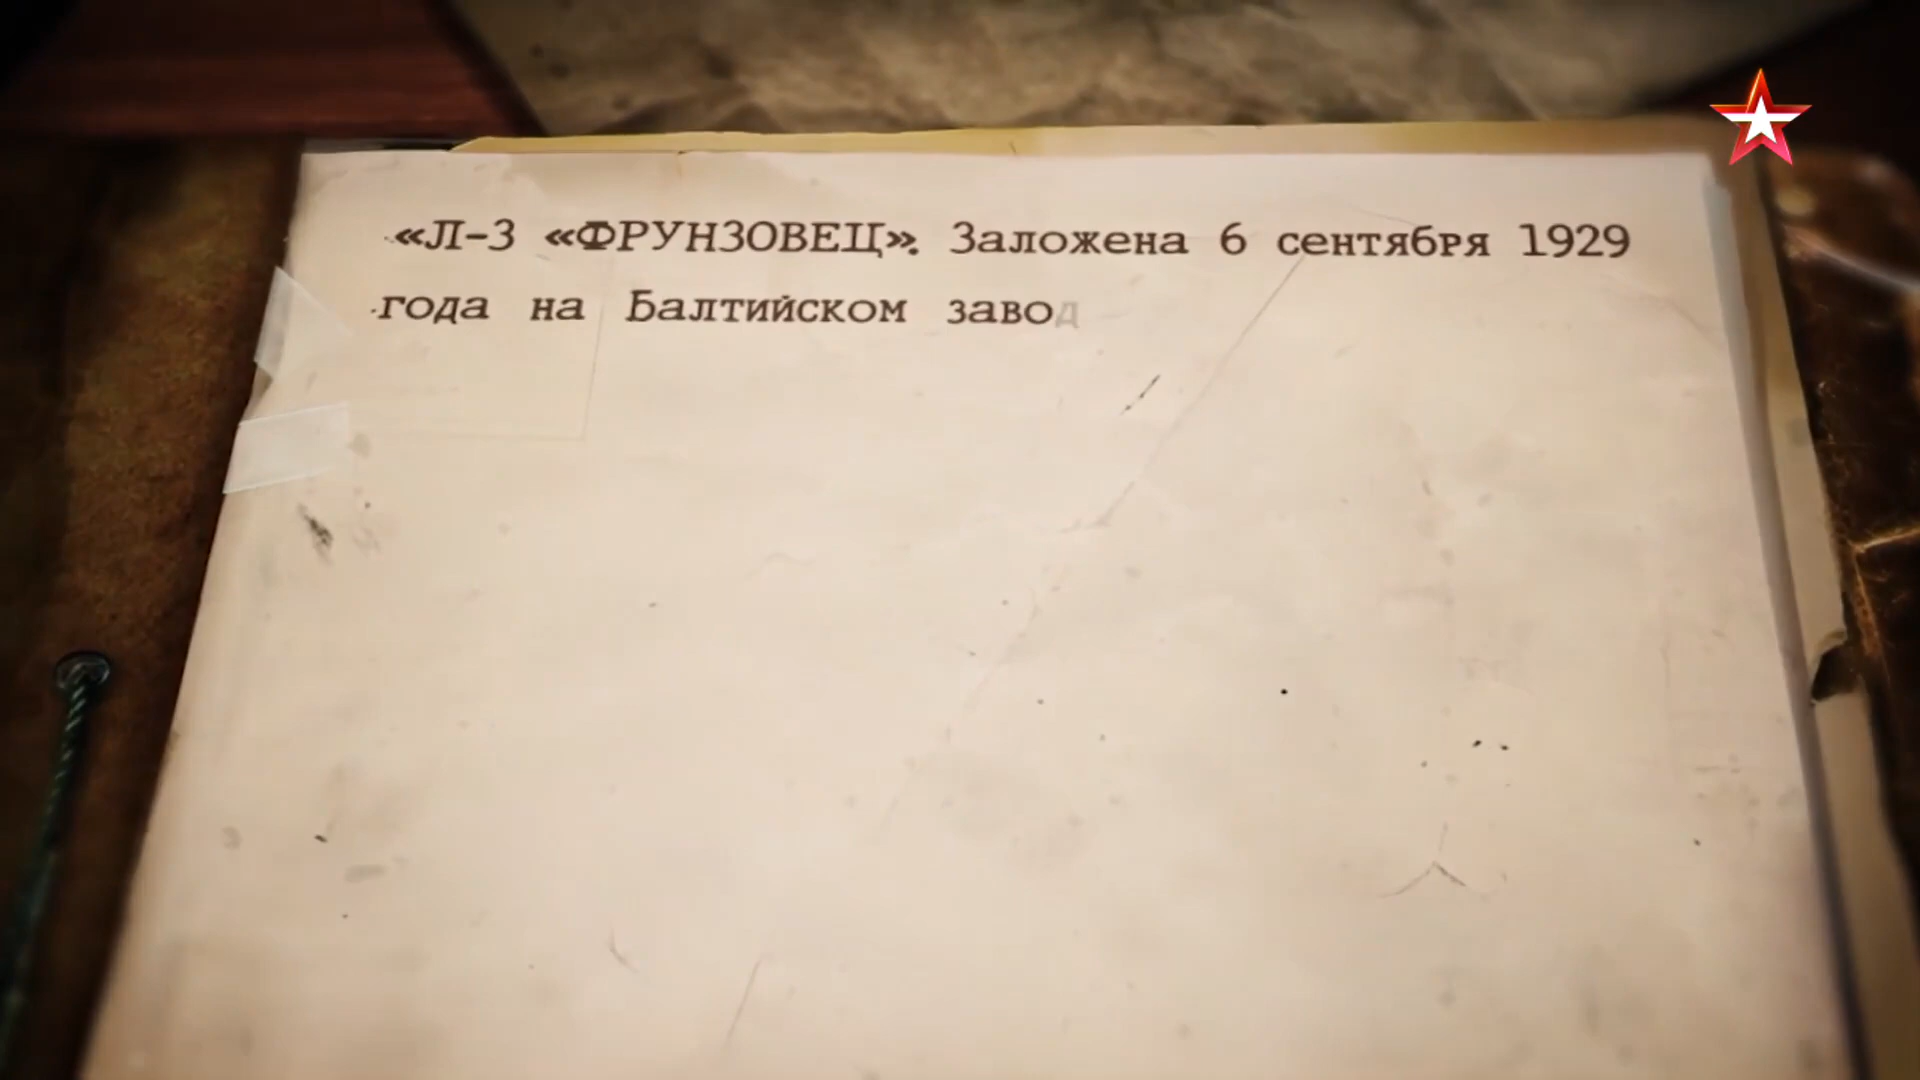 «Л-3 «ФРУНЗОВЕЦ». Заложена 6 сентября 1929
года на Балтийском завод